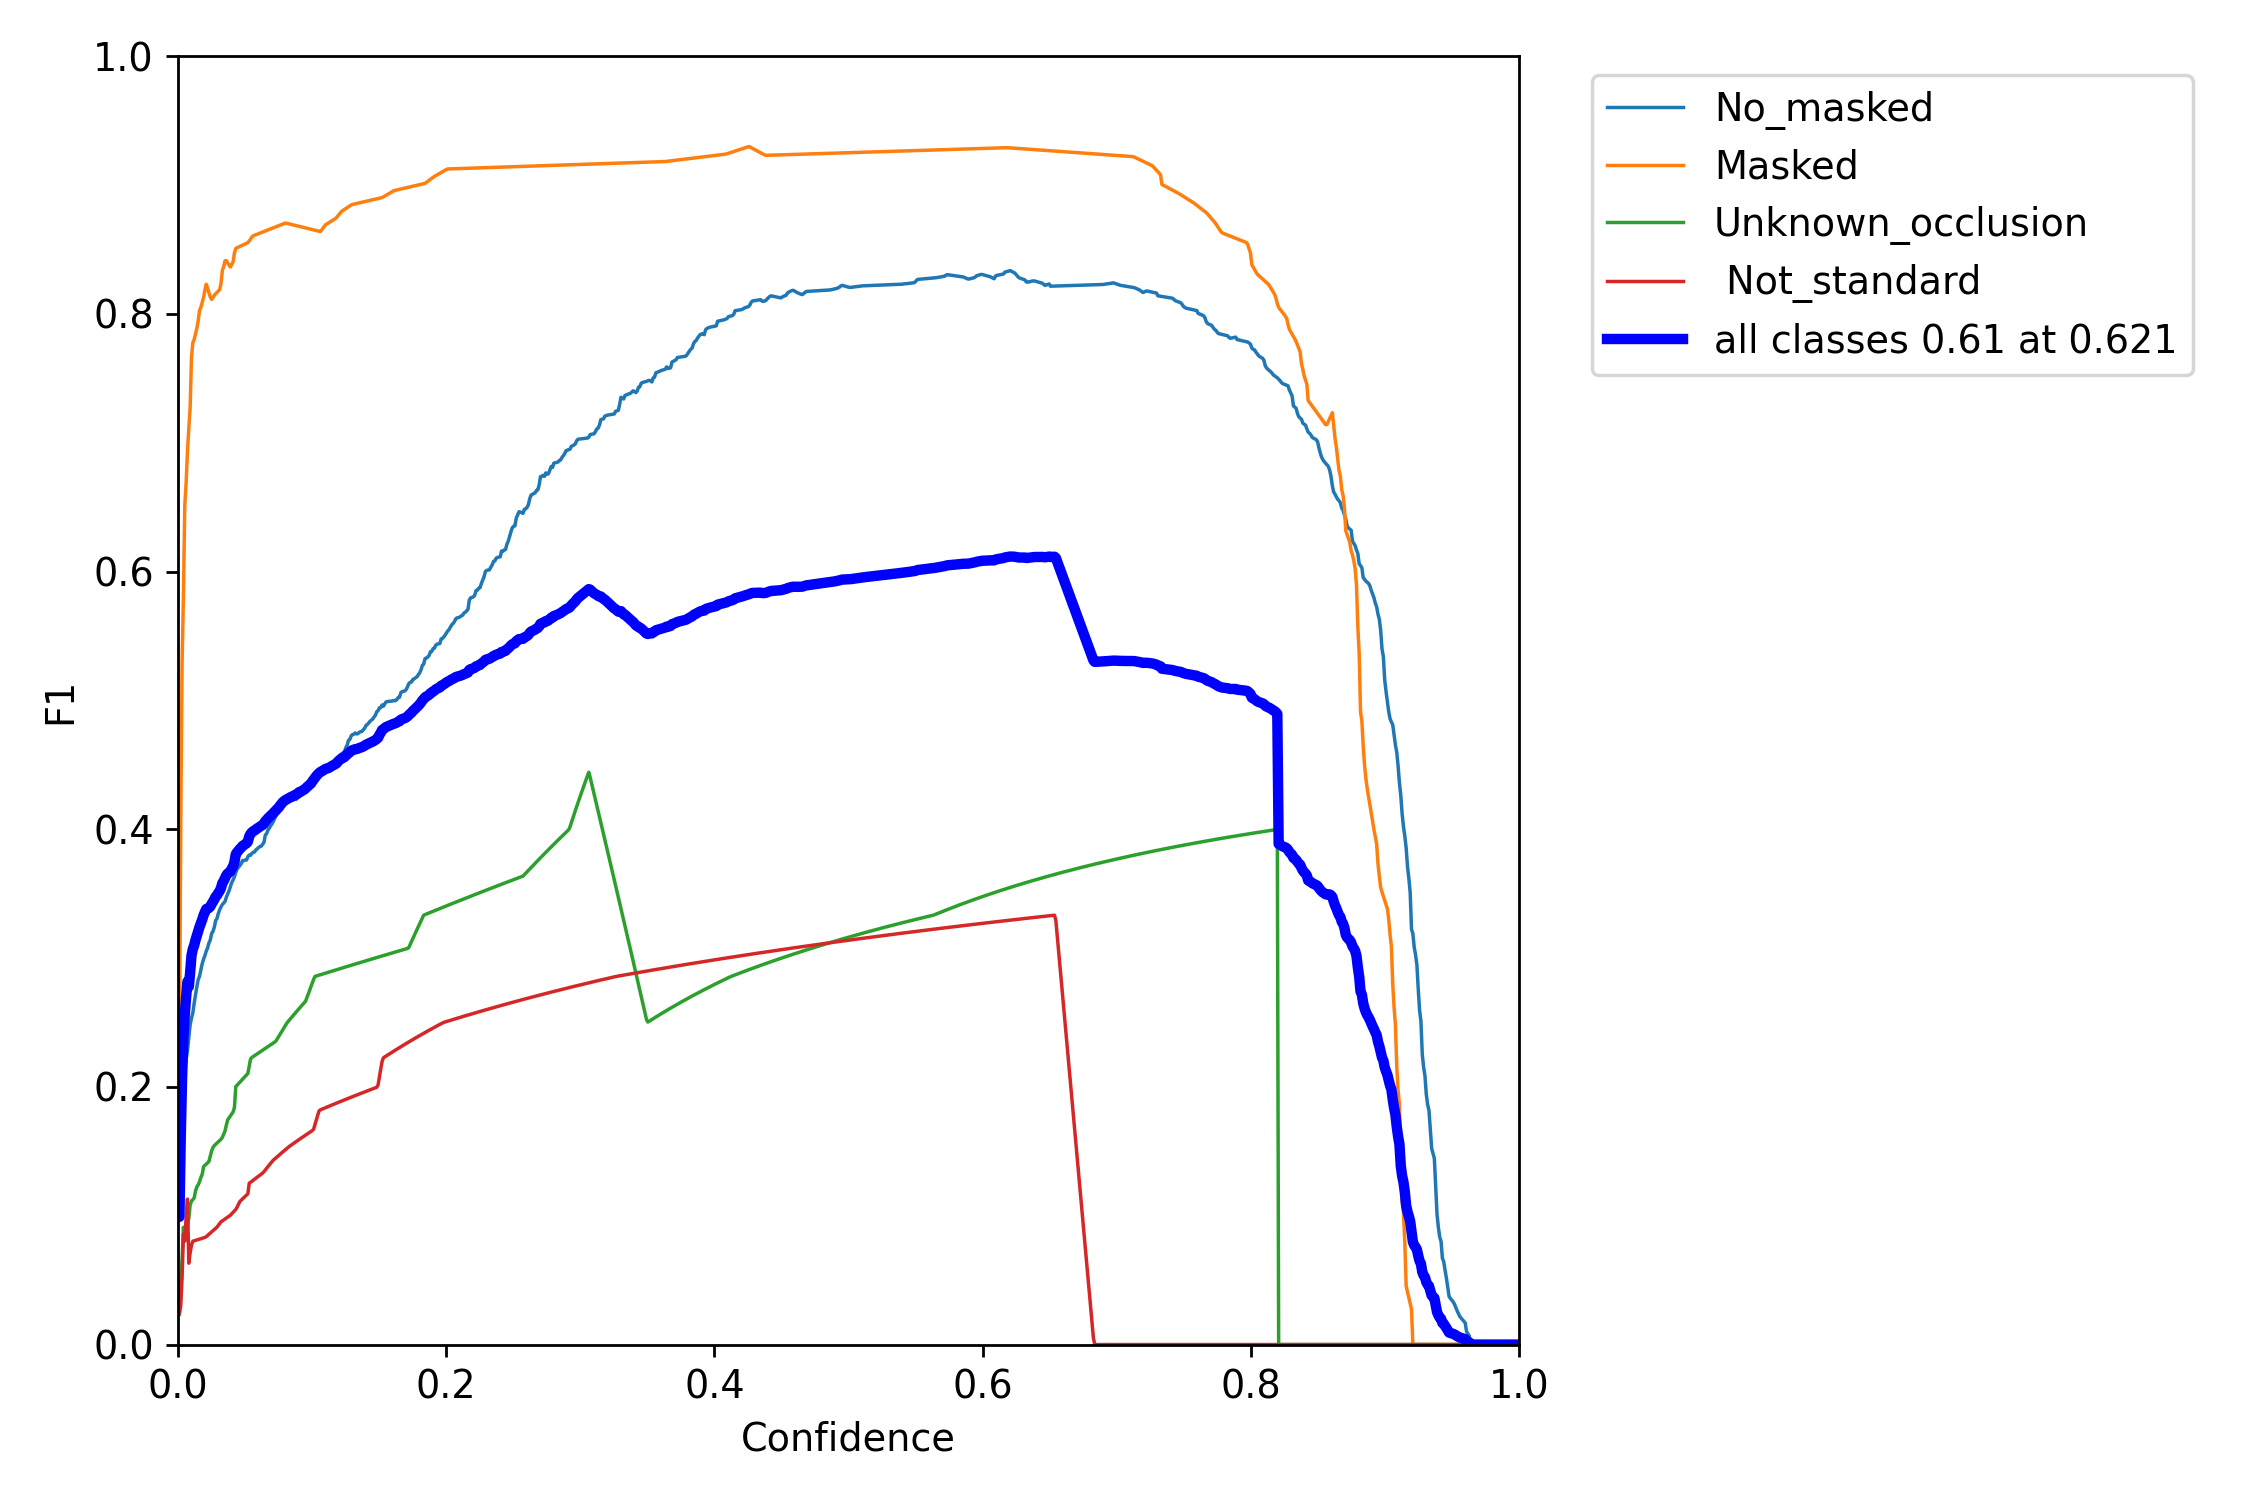 1.0
0.8
0.6
0.4
0.2
0.0
F1
0.0 0.2 0.4 0.6 0.8 1.0
Confidence
No_masked
Masked
Unknown_occlusion
Not_standard
all classes 0.61 at 0.621